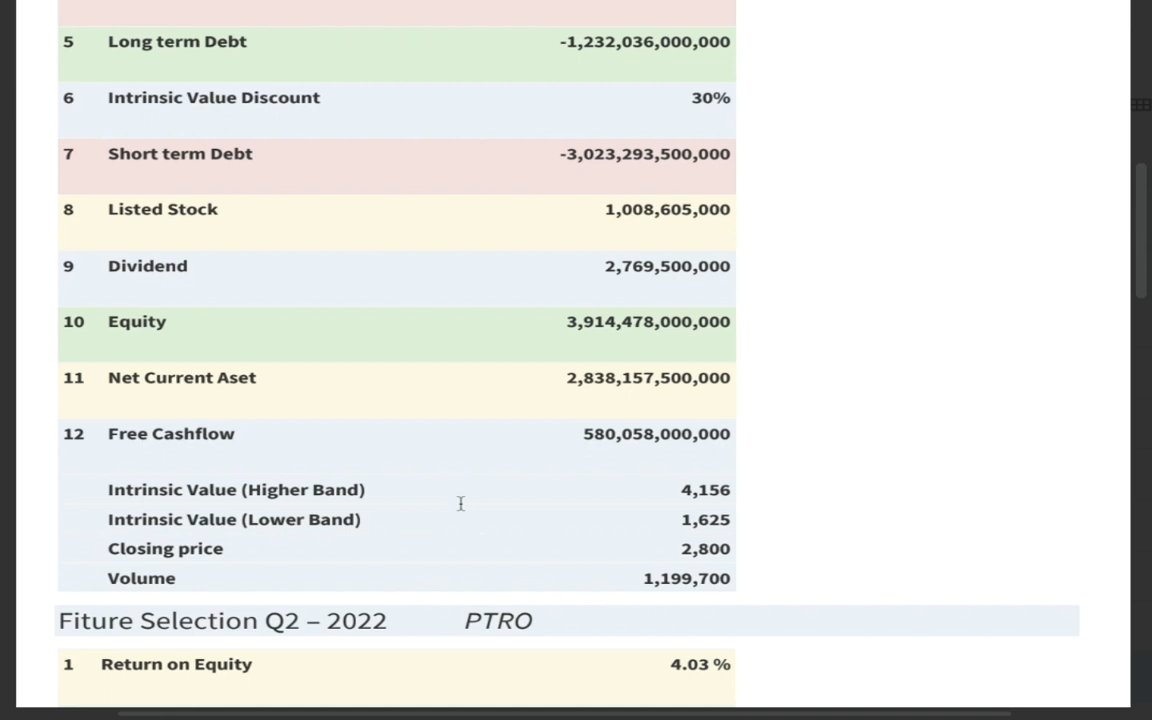 5 Long term Debt -1,232,036,000,000
6 Intrinsic Value Discount 30%
7 Short term Debt -3,023,293,500,000
8 Listed Stock 1,008,605,000
9 Dividend 2,769,500,000
10 Equity 3,914,478,000,000
11 Net Current Aset 2,838,157,500,000
12 Free Cashflow 580,058,000,000
Intrinsic Value (Higher Band) 4,156
Intrinsic Value (Lower Band) 1,625
Closing price 2,800
Volume 1,199,700
Fiture Selection Q2 – 2022 PTRO
1 Return on Equity 4.03 %